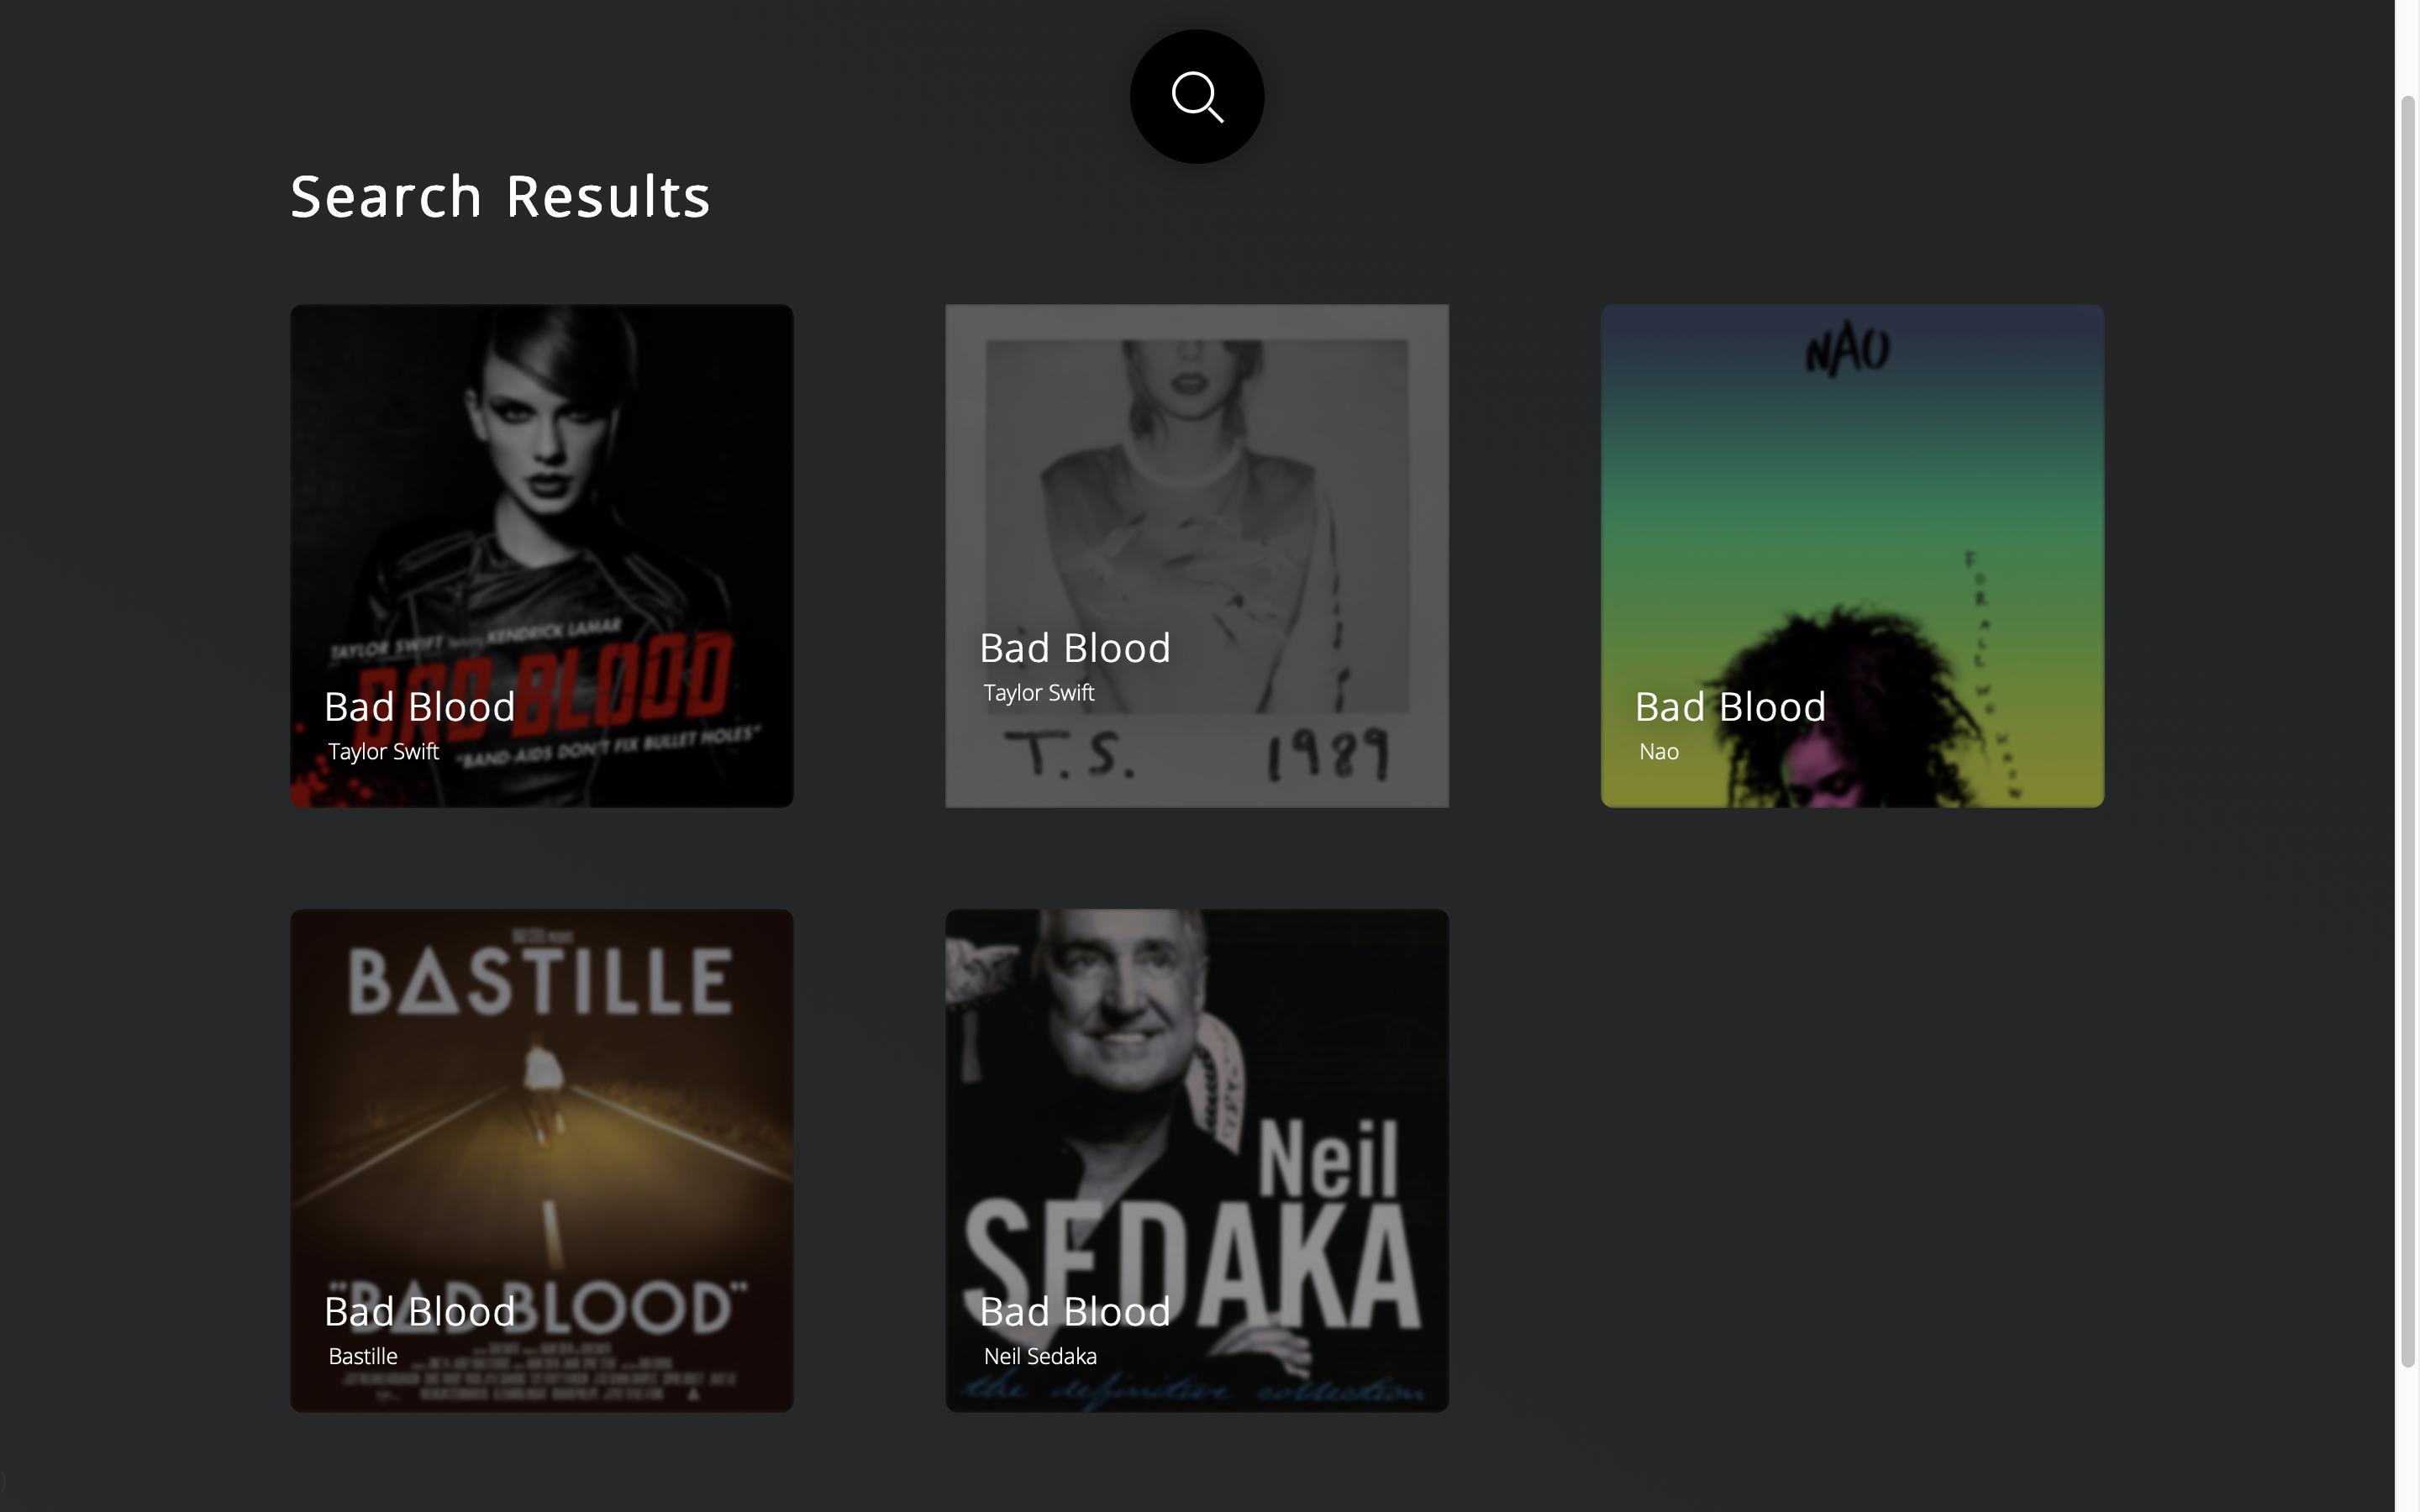 Search Results
TAYLOR SWIFT featuring KENDRICK LAMAR
BAD BLOOD
Bad Blood
Taylor Swift
"BAND-AIDS DON'T FIX BULLET HOLES"
Bad Blood
Taylor Swift
T.S. 1989
NAO
FOR ALL WE KNOW
Bad Blood
Nao
BASTILLE
"BAD BLOOD"
Bad Blood
Bastille
Neil
SEDAKA
Bad Blood
Neil Sedaka
the definitive collection